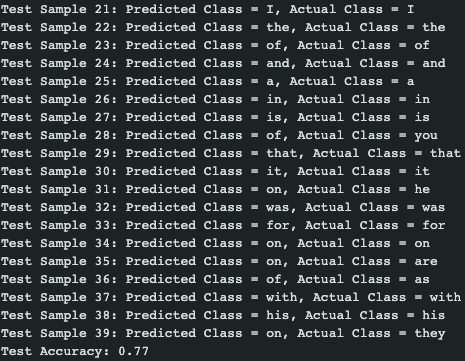 Test Sample 21: Predicted Class = I, Actual Class = I
Test Sample 22: Predicted Class = the, Actual Class = the
Test Sample 23: Predicted Class = of, Actual Class = of
Test Sample 24: Predicted Class = and, Actual Class = and
Test Sample 25: Predicted Class = a, Actual Class = a
Test Sample 26: Predicted Class = in, Actual Class = in
Test Sample 27: Predicted Class = is, Actual Class = is
Test Sample 28: Predicted Class = of, Actual Class = you
Test Sample 29: Predicted Class = that, Actual Class = that
Test Sample 30: Predicted Class = it, Actual Class = it
Test Sample 31: Predicted Class = on, Actual Class = he
Test Sample 32: Predicted Class = was, Actual Class = was
Test Sample 33: Predicted Class = for, Actual Class = for
Test Sample 34: Predicted Class = on, Actual Class = on
Test Sample 35: Predicted Class = on, Actual Class = are
Test Sample 36: Predicted Class = of, Actual Class = as
Test Sample 37: Predicted Class = with, Actual Class = with
Test Sample 38: Predicted Class = his, Actual Class = his
Test Sample 39: Predicted Class = on, Actual Class = they
Test Accuracy: 0.77